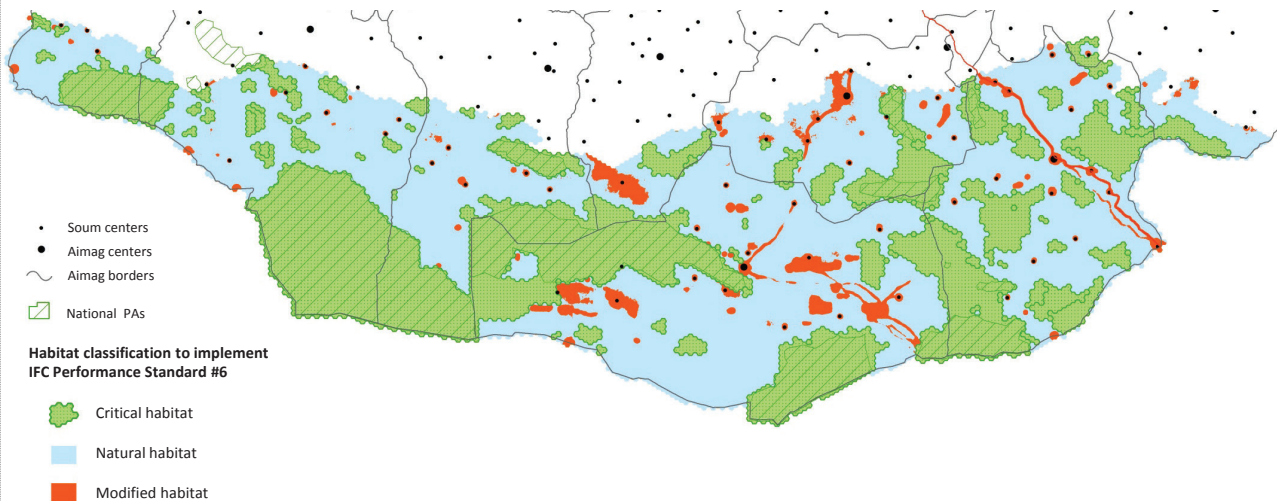 Soum centers
Aimag centers
Aimag borders
National PAs
Habitat classification to implement
IFC Performance Standard #6
Critical habitat
Natural habitat
Modified habitat